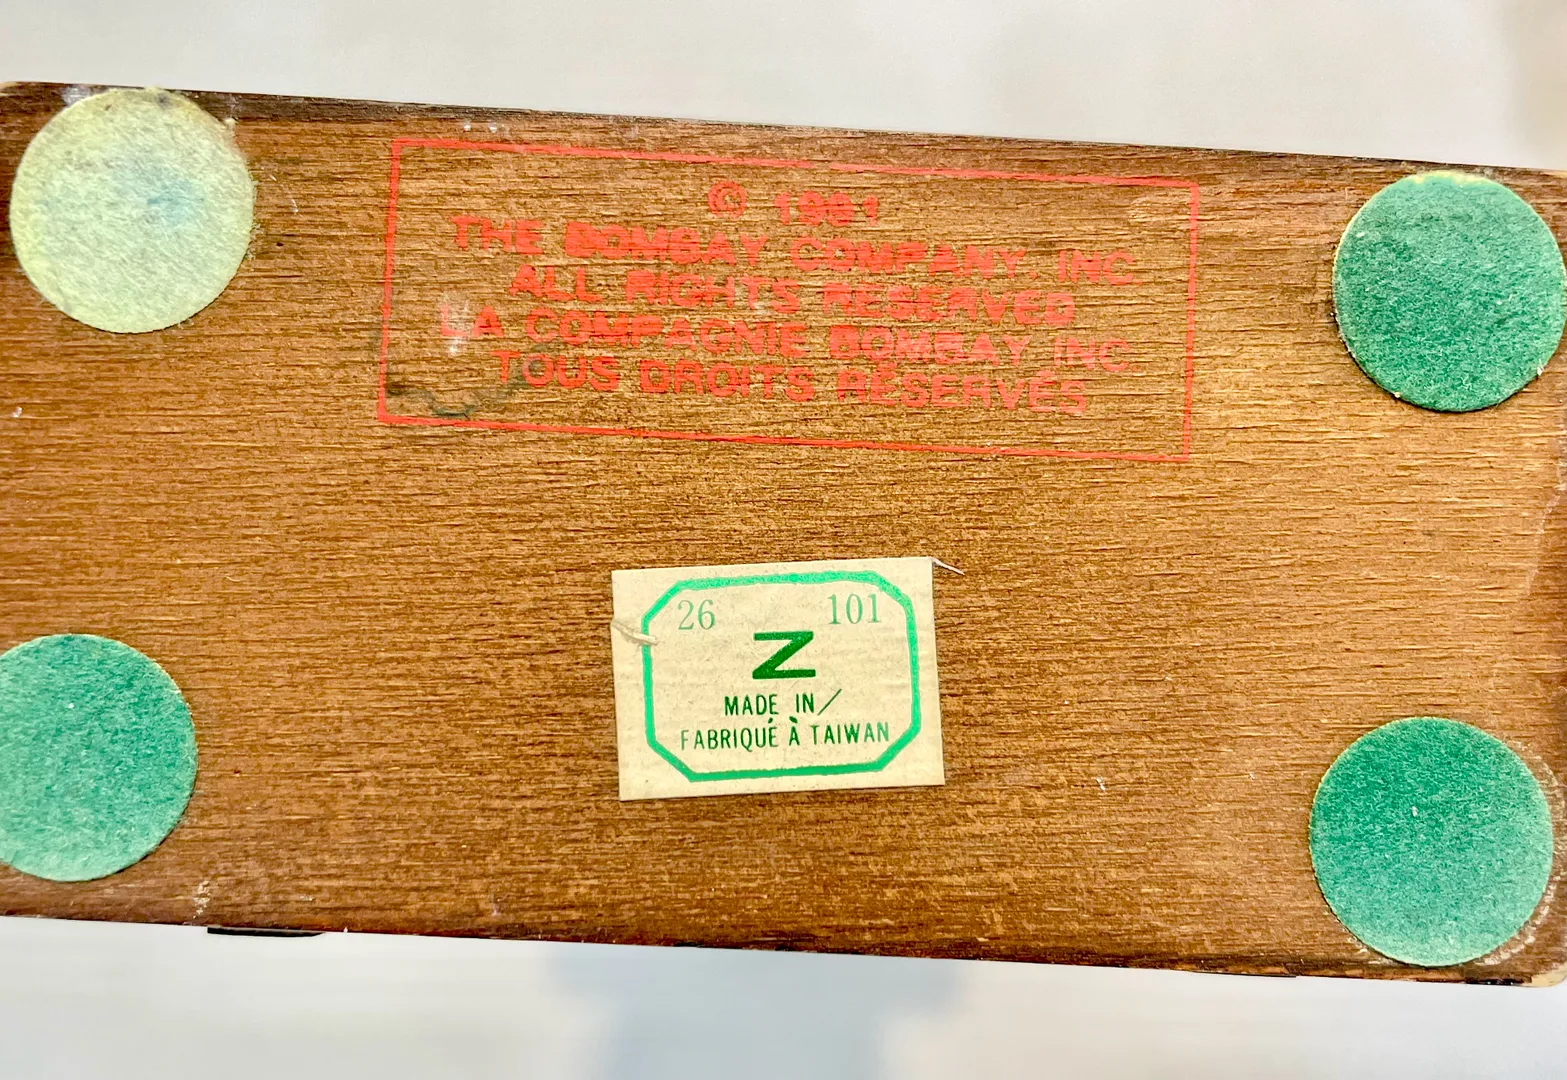 © 1991
THE BOMBAY COMPANY, INC.
ALL RIGHTS RESERVED
LA COMPAGNIE BOMBAY INC
TOUS DROITS RÉSERVÉS
26 101
Z
MADE IN/
FABRIQUÉ À TAIWAN